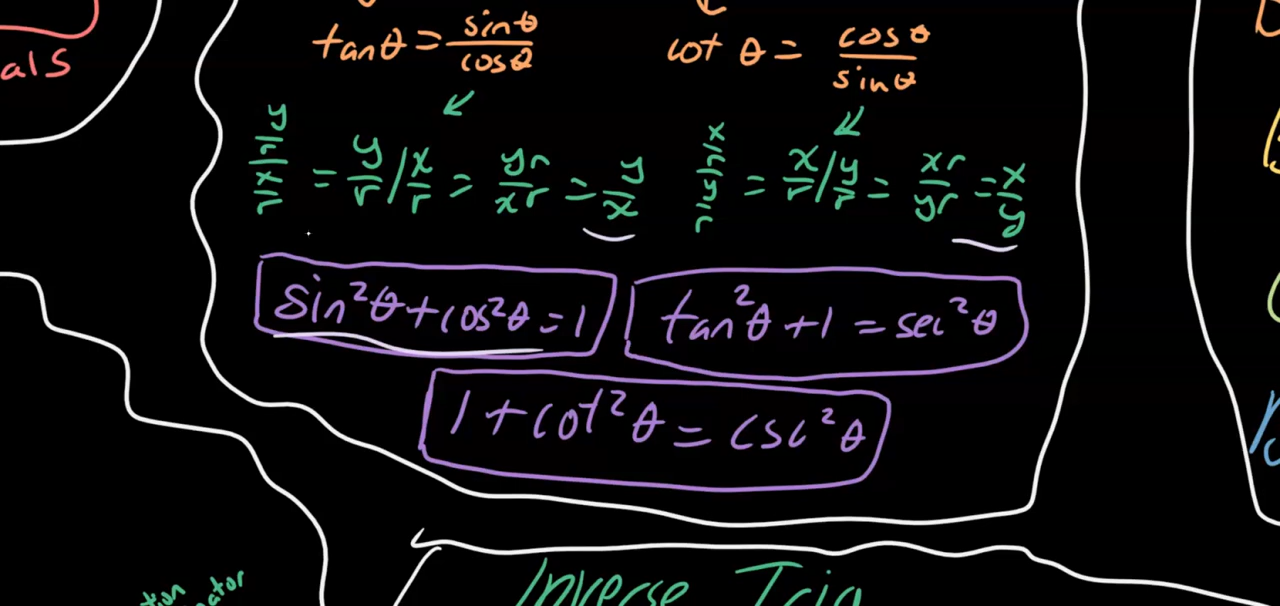 als
tanθ = sinθ/cosθ
cot θ = cosθ/sinθ
y/r / x/r = y/r / x/r = yr/xr = y/x
x/r / y/r = x/r / y/r = xr/yr = x/y
sin²θ + cos²θ = 1
tan²θ + 1 = sec²θ
1 + cot²θ = csc²θ
Inverse Trig